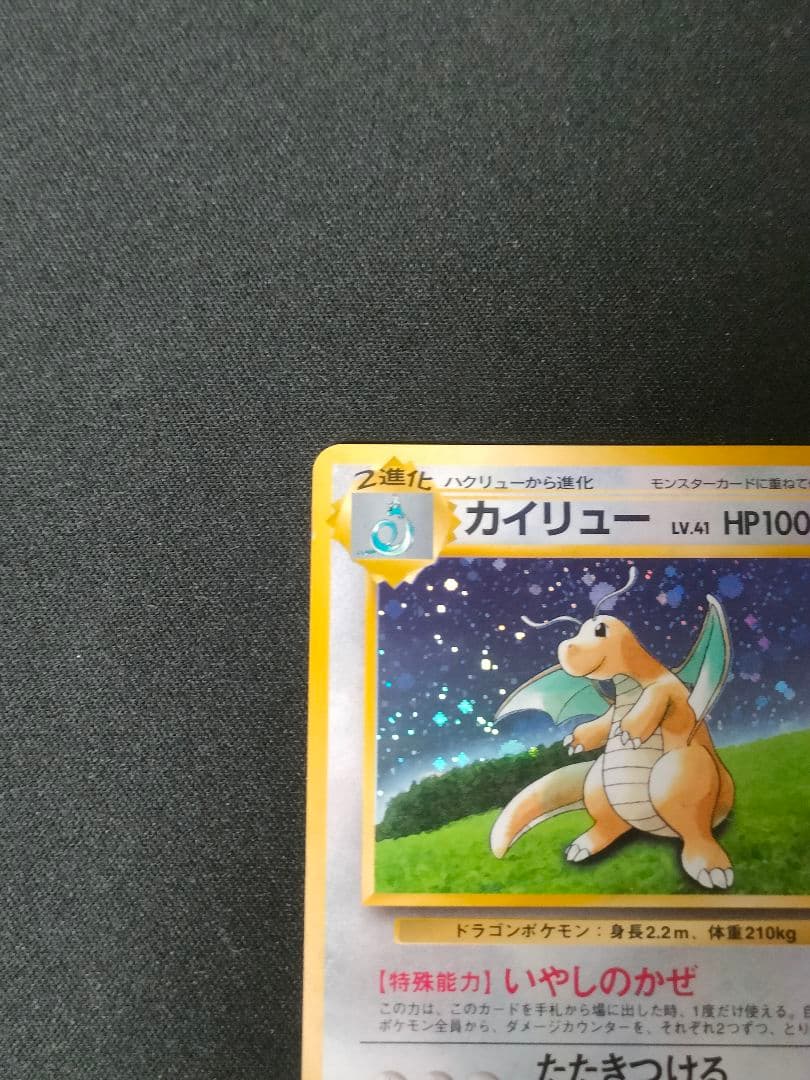 2進化 ハクリューから進化 モンスターカードに重ねて
カイリュー LV.41 HP100
ドラゴンポケモン：身長2.2m、体重210kg
【特殊能力】いやしのかぜ
この力は、このカードを手札から場に出した時、1度だけ使える。自
ポケモン全員から、ダメージカウンターを、それぞれ2つずつ、とり
たたきつける